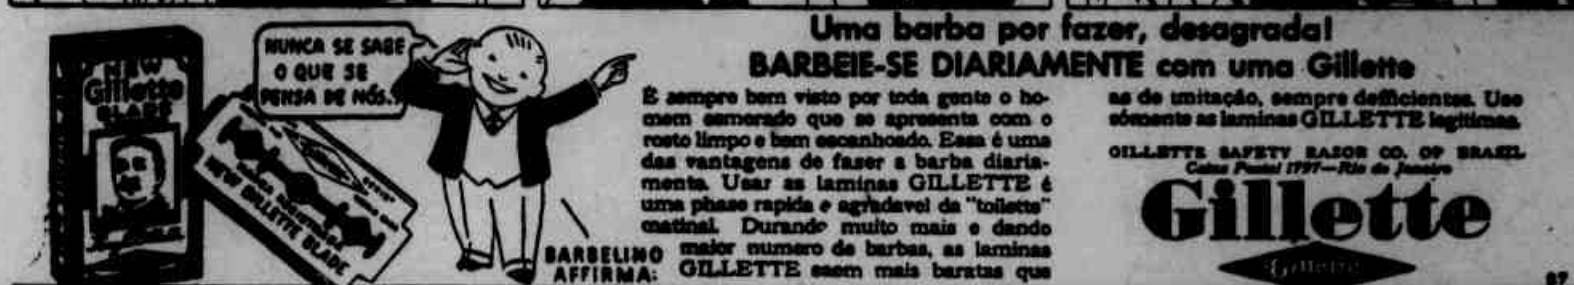 NUNCA SE SABE
O QUE SE
PENSA DE NÓS..
NEW
Gillette
BLADE
NEW GILLETTE BLADE
BARBELINO
AFFIRMA:
Uma barba por fazer, desagrada!
BARBEIE-SE DIARIAMENTE com uma Gillette
É sempre bem visto por toda gente o ho-
mem esmerado que se apresenta com o
rosto limpo e bem escanhoado. Essa é uma
das vantagens de fazer a barba diaria-
mente. Usar as laminas GILLETTE é
uma phase rapida e agradavel da "toilette"
matinal. Durando muito mais e dando
maior numero de barbas, as laminas
GILLETTE saem mais baratas que
as de imitação, sempre defficientes. Use
sómente as laminas GILLETTE legitimas.
GILLETTE SAFETY RAZOR CO. OF BRAZIL
Caixa Postal 1797—Rio de Janeiro
Gillette
Gillette
87